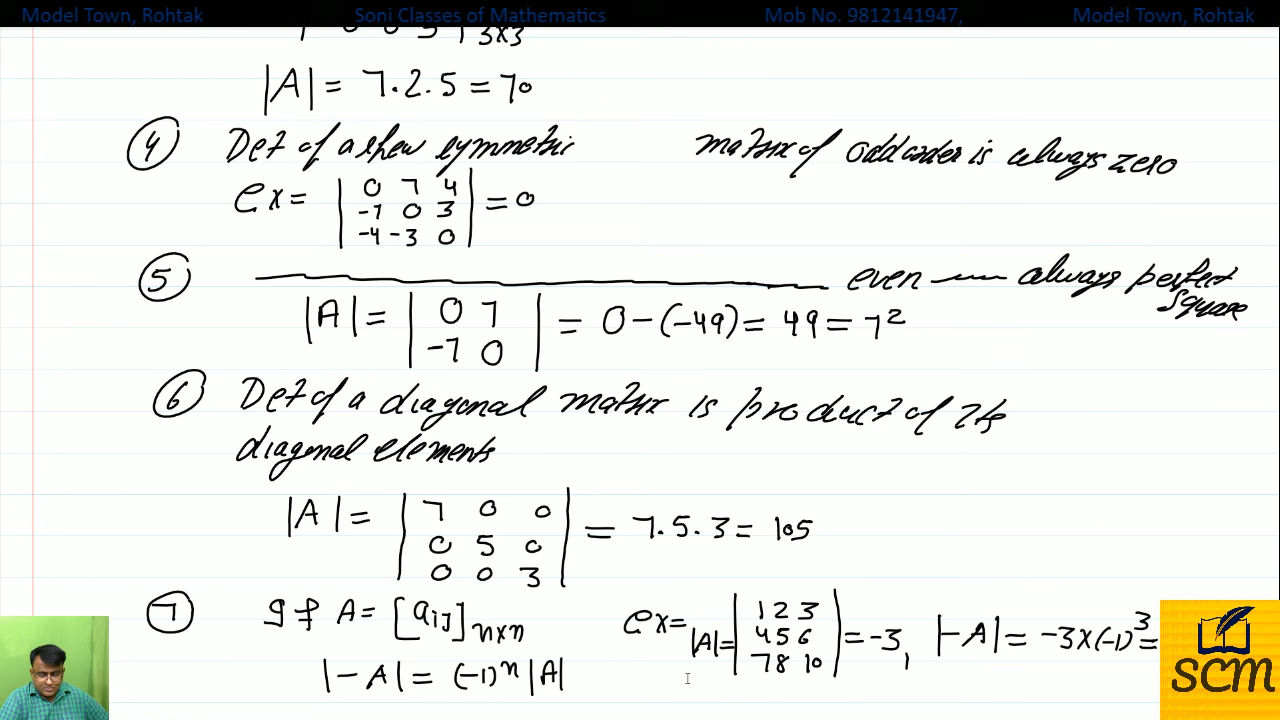 Model Town, Rohtak Soni Classes of Mathematics Mob No. 9812141947, Model Town, Rohtak
|A| = 7.2.5 = 70
④ Det of a skew symmetric matrix of odd order is always zero
ex = | 0 7 4 | = 0
-7 0 3
-4 -3 0
⑤ even — always perfect
square
|A| = | 0 7 | = 0-(-49) = 49 = 7²
-7 0
⑥ Det of a diagonal matrix is product of its
diagonal elements
|A| = | 7 0 0 | = 7.5.3 = 105
0 5 0
0 0 3
⑦ If A = [aij]n×n ex = |A| = | 1 2 3 | = -3, |-A| = -3×(-1)³ =
4 5 6
7 8 10
|-A| = (-1)ⁿ |A|
scm